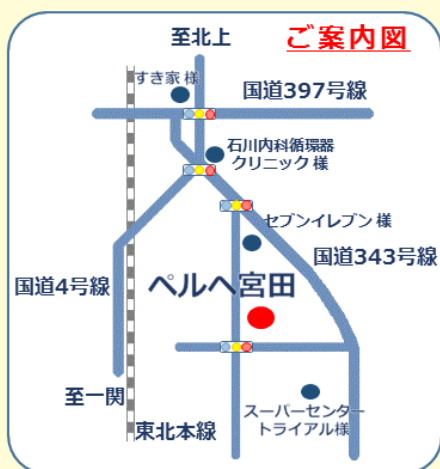 ご案内図
至北上
すき家 様
国道397号線
石川内科循環器
クリニック 様
セブンイレブン 様
国道343号線
国道4号線
ペルヘ宮田
至一関
東北本線
スーパーセンター
トライアル様